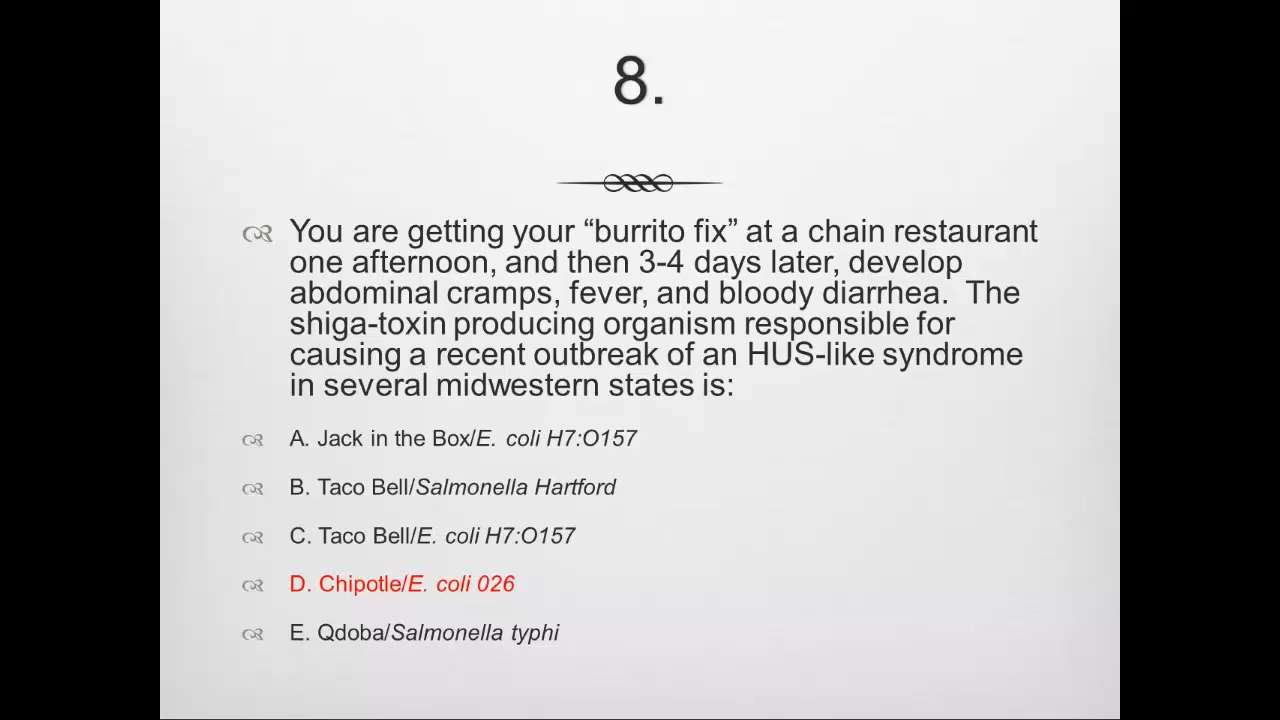 8.
You are getting your “burrito fix” at a chain restaurant
one afternoon, and then 3-4 days later, develop
abdominal cramps, fever, and bloody diarrhea.  The
shiga-toxin producing organism responsible for
causing a recent outbreak of an HUS-like syndrome
in several midwestern states is:
A. Jack in the Box/E. coli H7:O157
B. Taco Bell/Salmonella Hartford
C. Taco Bell/E. coli H7:O157
D. Chipotle/E. coli 026
E. Qdoba/Salmonella typhi